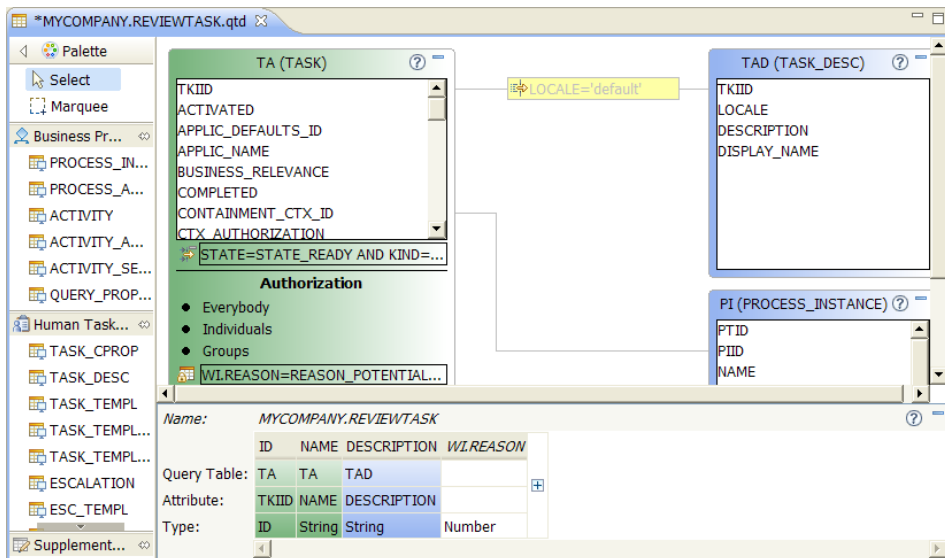 *MYCOMPANY.REVIEWTASK.qtd
Palette
Select
Marquee
Business Pr...
PROCESS_IN...
PROCESS_A...
ACTIVITY
ACTIVITY_A...
ACTIVITY_SE...
QUERY_PROP...
Human Task...
TASK_CPROP
TASK_DESC
TASK_TEMPL
TASK_TEMPL...
TASK_TEMPL...
ESCALATION
ESC_TEMPL
Supplement...
TA (TASK)
TKIID
ACTIVATED
APPLIC_DEFAULTS_ID
APPLIC_NAME
BUSINESS_RELEVANCE
COMPLETED
CONTAINMENT_CTX_ID
CTX_AUTHORIZATION
STATE=STATE_READY AND KIND=...
Authorization
Everybody
Individuals
Groups
WI.REASON=REASON_POTENTIAL...
LOCALE='default'
TAD (TASK_DESC)
TKIID
LOCALE
DESCRIPTION
DISPLAY_NAME
PI (PROCESS_INSTANCE)
PTID
PIID
NAME
Name: MYCOMPANY.REVIEWTASK
ID NAME DESCRIPTION WI.REASON
Query Table: TA TA TAD
Attribute: TKIID NAME DESCRIPTION
Type: ID String String Number